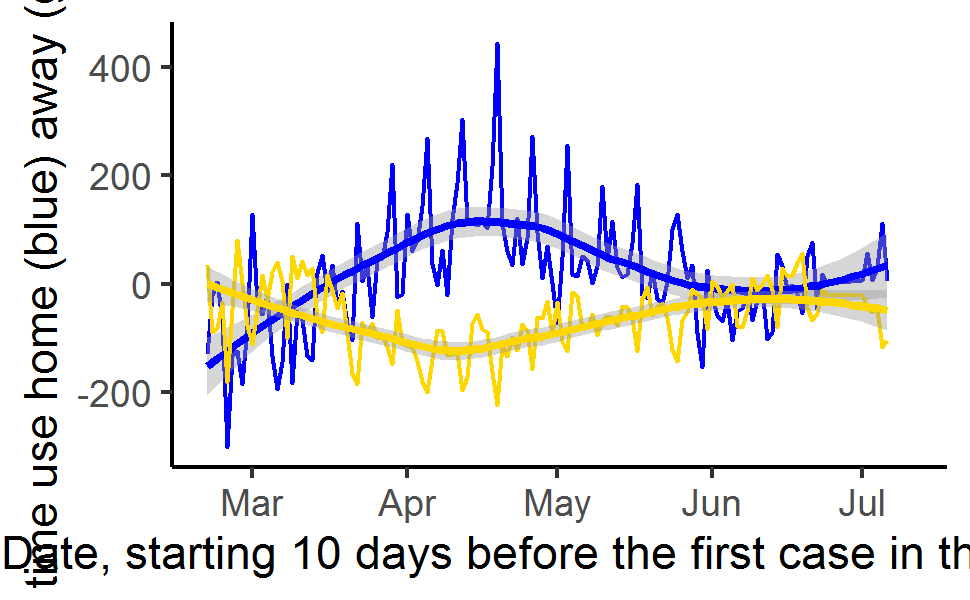 time use home (blue) away (
400
200
0
-200
Mar Apr May Jun Jul
Date, starting 10 days before the first case in th